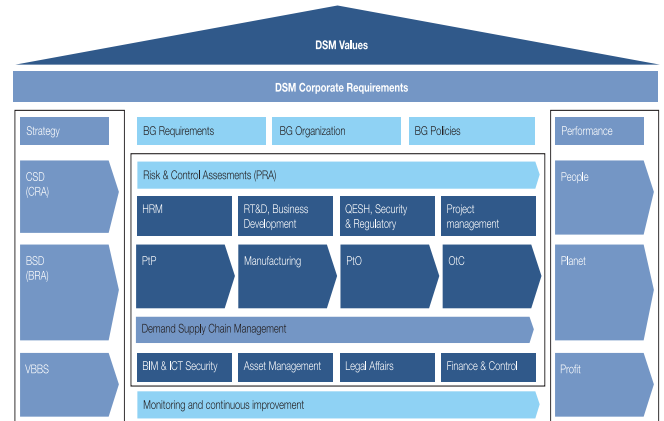 DSM Values
DSM Corporate Requirements
Strategy
BG Requirements
BG Organization
BG Policies
Performance
CSD
(CRA)
Risk & Control Assesments (PRA)
People
HRM
RT&D, Business
Development
QESH, Security
& Regulatory
Project
management
BSD
(BRA)
PtP
Manufacturing
PtO
OtC
Planet
Demand Supply Chain Management
VBBS
BIM & ICT Security
Asset Management
Legal Affairs
Finance & Control
Profit
Monitoring and continuous improvement